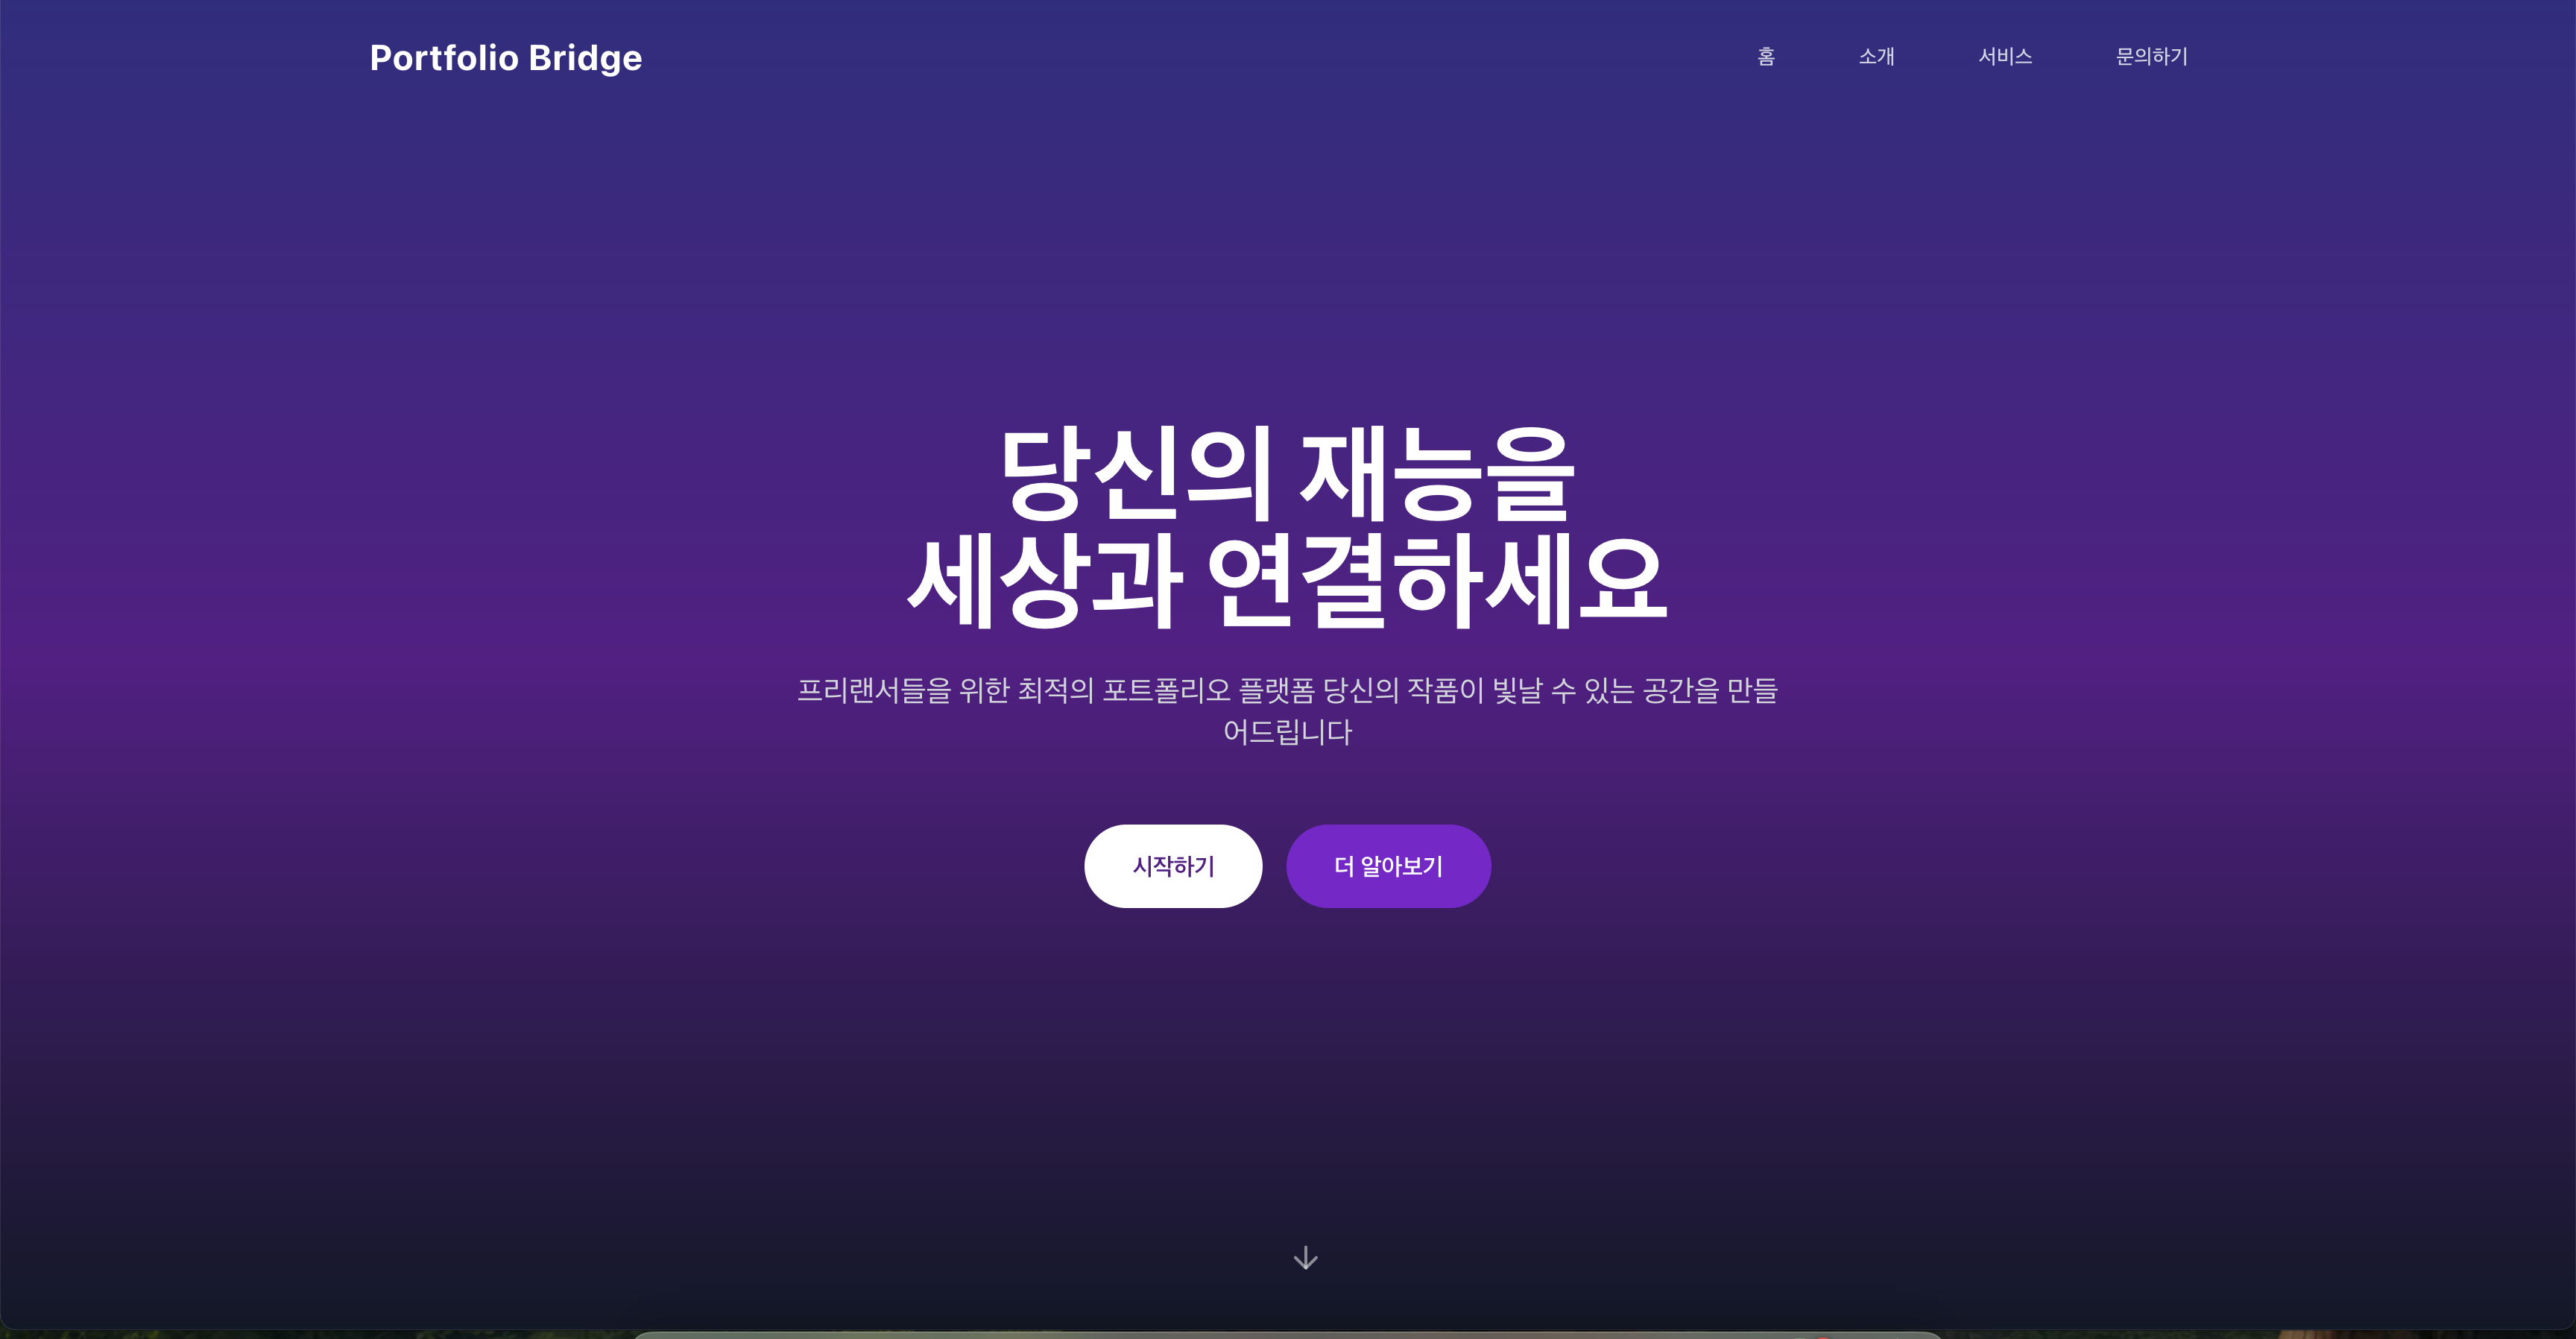 Portfolio Bridge
홈 소개 서비스 문의하기
당신의 재능을
세상과 연결하세요
프리랜서들을 위한 최적의 포트폴리오 플랫폼 당신의 작품이 빛날 수 있는 공간을 만들
어드립니다
시작하기 더 알아보기